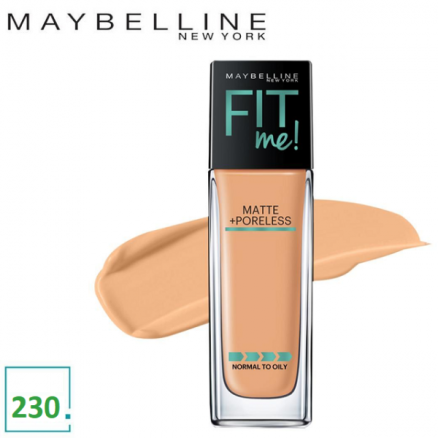 MAYBELLINE
NEW YORK
MAYBELLINE
NEW YORK
FIT
me!
MATTE
+PORELESS
NORMAL TO OILY
230